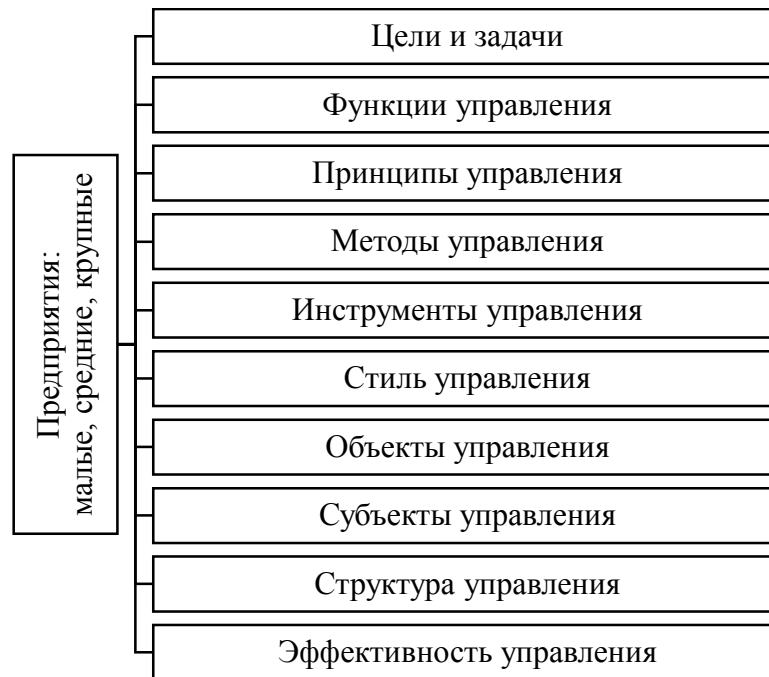 Предприятия:
малые, средние, крупные
Цели и задачи
Функции управления
Принципы управления
Методы управления
Инструменты управления
Стиль управления
Объекты управления
Субъекты управления
Структура управления
Эффективность управления